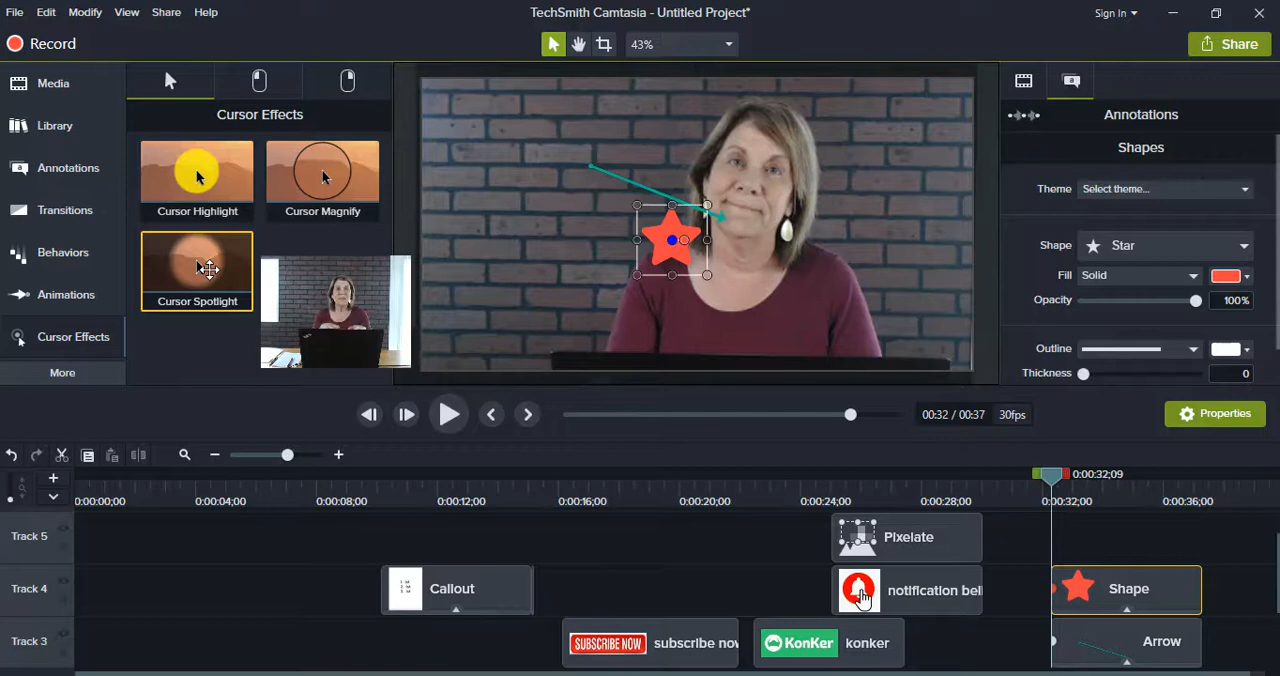 File Edit Modify View Share Help
TechSmith Camtasia - Untitled Project*
Sign In
Record
43%
Share
Media
Library
Annotations
Transitions
Behaviors
Animations
Cursor Effects
More
Cursor Effects
Cursor Highlight
Cursor Magnify
Cursor Spotlight
Annotations
Shapes
Theme Select theme...
Shape Star
Fill Solid
Opacity 100%
Outline
Thickness 0
00:32 / 00:37 30fps
Properties
0:00:32;09
0:00:00;00 0:00:04;00 0:00:08;00 0:00:12;00 0:00:16;00 0:00:20;00 0:00:24;00 0:00:28;00 0:00:32;00 0:00:36;00
Track 5
Pixelate
Track 4
Callout
notification bell
Shape
Track 3
SUBSCRIBE NOW subscribe now
KonKer konker
Arrow